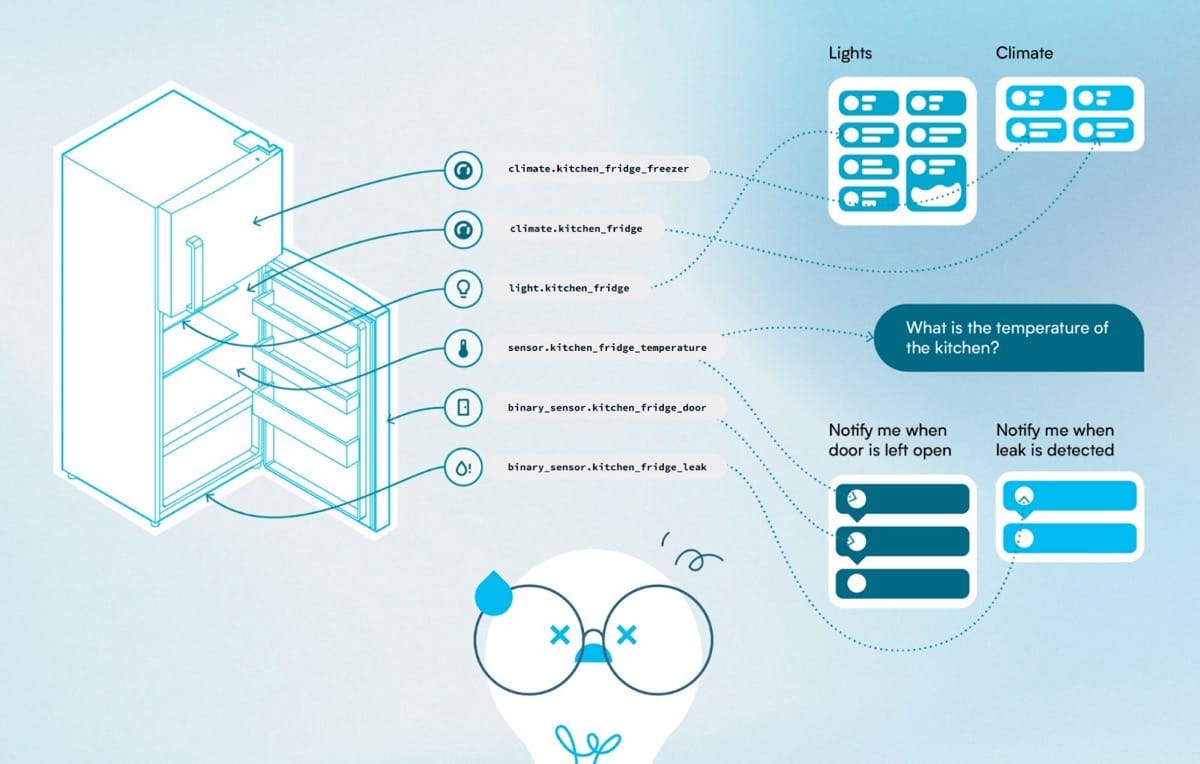 Lights
Climate
climate.kitchen_fridge_freezer
climate.kitchen_fridge
light.kitchen_fridge
sensor.kitchen_fridge_temperature
binary_sensor.kitchen_fridge_door
binary_sensor.kitchen_fridge_leak
What is the temperature of
the kitchen?
Notify me when
door is left open
Notify me when
leak is detected